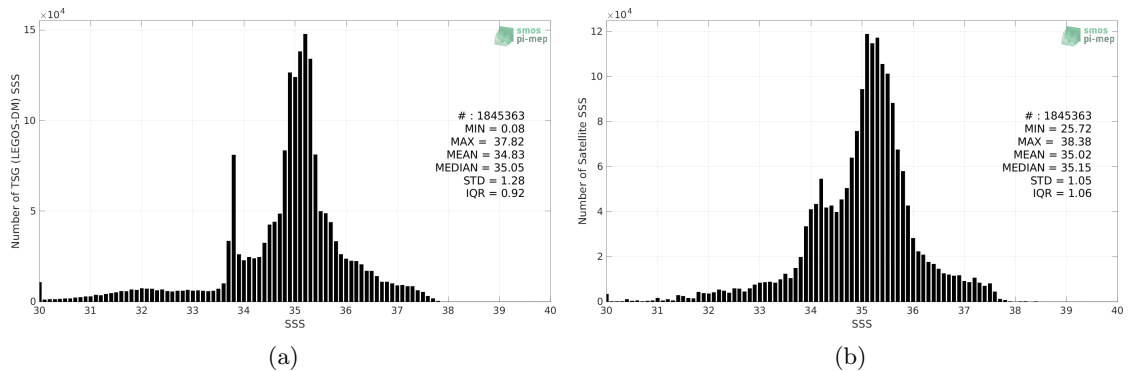 ×10⁴
15
10
5
0
30 31 32 33 34 35 36 37 38 39 40
SSS
Number of TSG (LEGOS-DM) SSS
smos
pi-mep
# : 1845363
MIN = 0.08
MAX = 37.82
MEAN = 34.83
MEDIAN = 35.05
STD = 1.28
IQR = 0.92
(a)
×10⁴
12
10
8
6
4
2
0
30 31 32 33 34 35 36 37 38 39 40
SSS
Number of Satellite SSS
smos
pi-mep
# : 1845363
MIN = 25.72
MAX = 38.38
MEAN = 35.02
MEDIAN = 35.15
STD = 1.05
IQR = 1.06
(b)